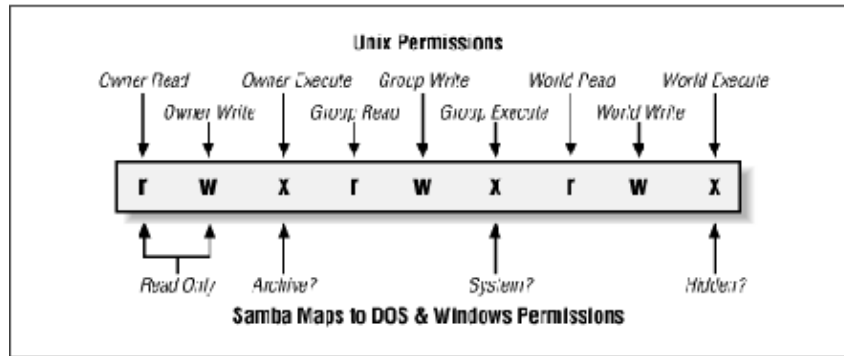 Unix Permissions
Owner Read Owner Execute Group Write World Read World Execute
Owner Write Group Read Group Execute World Write
r w x r w x r w x
Read Only Archive? System? Hidden?
Samba Maps to DOS & Windows Permissions